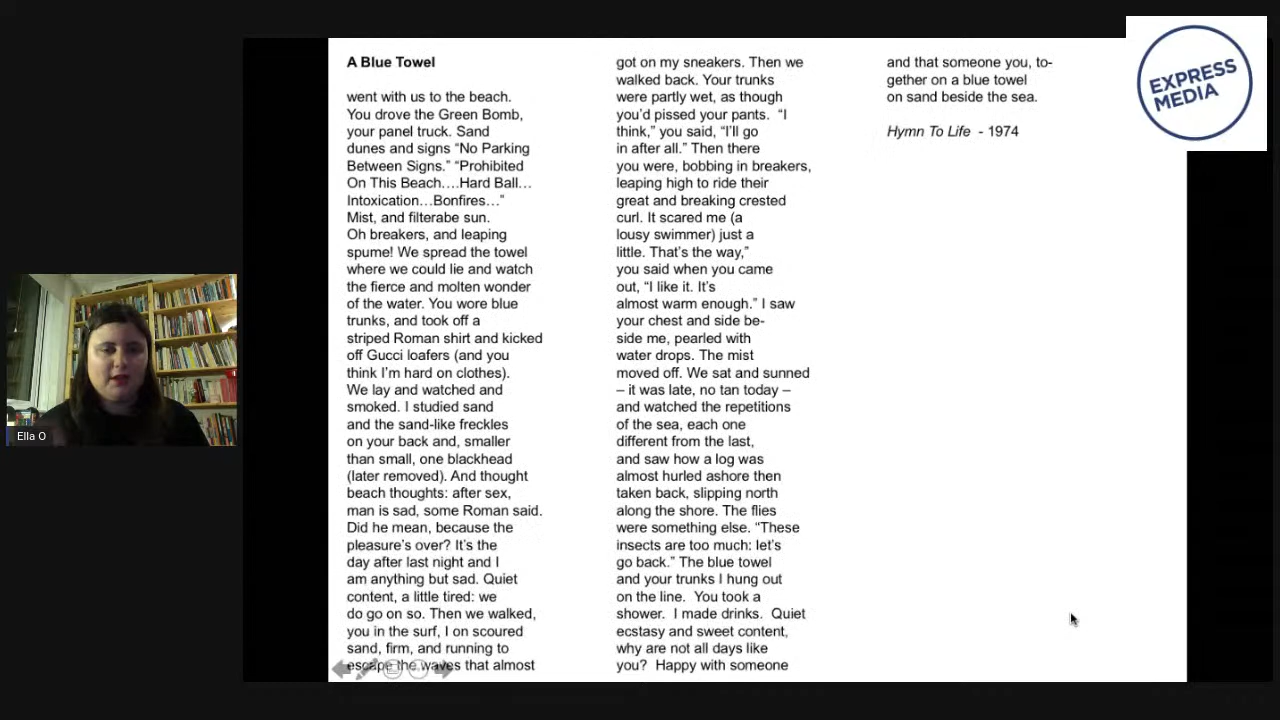 A Blue Towel
went with us to the beach.
You drove the Green Bomb,
your panel truck. Sand
dunes and signs “No Parking
Between Signs.” “Prohibited
On This Beach….Hard Ball…
Intoxication…Bonfires…”
Mist, and filterabe sun.
Oh breakers, and leaping
spume! We spread the towel
where we could lie and watch
the fierce and molten wonder
of the water. You wore blue
trunks, and took off a
striped Roman shirt and kicked
off Gucci loafers (and you
think I’m hard on clothes).
We lay and watched and
smoked. I studied sand
and the sand-like freckles
on your back and, smaller
than small, one blackhead
(later removed). And thought
beach thoughts: after sex,
man is sad, some Roman said.
Did he mean, because the
pleasure’s over? It’s the
day after last night and I
am anything but sad. Quiet
content, a little tired: we
do go on so. Then we walked,
you in the surf, I on scoured
sand, firm, and running to
escape the waves that almost
got on my sneakers. Then we
walked back. Your trunks
were partly wet, as though
you’d pissed your pants.  “I
think,” you said, “I’ll go
in after all.” Then there
you were, bobbing in breakers,
leaping high to ride their
great and breaking crested
curl. It scared me (a
lousy swimmer) just a
little. That’s the way,”
you said when you came
out, “I like it. It’s
almost warm enough.” I saw
your chest and side be-
side me, pearled with
water drops. The mist
moved off. We sat and sunned
– it was late, no tan today –
and watched the repetitions
of the sea, each one
different from the last,
and saw how a log was
almost hurled ashore then
taken back, slipping north
along the shore. The flies
were something else. “These
insects are too much: let’s
go back.” The blue towel
and your trunks I hung out
on the line.  You took a
shower.  I made drinks.  Quiet
ecstasy and sweet content,
why are not all days like
you?  Happy with someone
and that someone you, to-
gether on a blue towel
on sand beside the sea.
Hymn To Life  - 1974
EXPRESS
MEDIA
Ella O